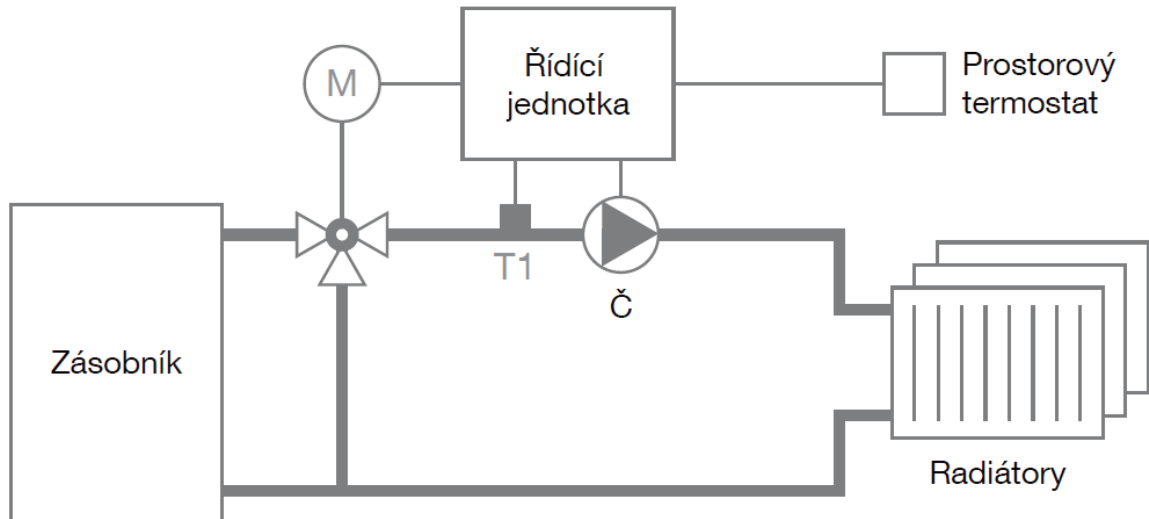 M
Řídící
jednotka
Prostorový
termostat
T1
Č
Zásobník
Radiátory